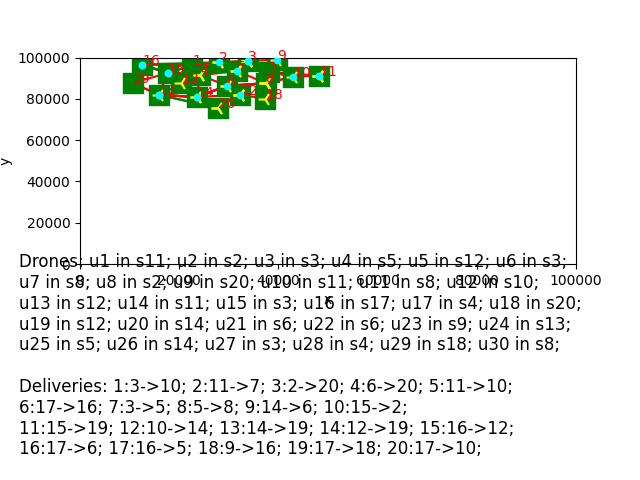 100000
80000
60000
40000
20000
0
y
16
1
2
3
9
11
18
0
20000
40000
60000
80000
100000
x
Drones: u1 in s11; u2 in s2; u3 in s3; u4 in s5; u5 in s12; u6 in s3;
u7 in s8; u8 in s2; u9 in s20; u10 in s11; u11 in s8; u12 in s10;
u13 in s12; u14 in s11; u15 in s3; u16 in s17; u17 in s4; u18 in s20;
u19 in s12; u20 in s14; u21 in s6; u22 in s6; u23 in s9; u24 in s13;
u25 in s5; u26 in s14; u27 in s3; u28 in s4; u29 in s18; u30 in s8;
Deliveries: 1:3->10; 2:11->7; 3:2->20; 4:6->20; 5:11->10;
6:17->16; 7:3->5; 8:5->8; 9:14->6; 10:15->2;
11:15->19; 12:10->14; 13:14->19; 14:12->19; 15:16->12;
16:17->6; 17:16->5; 18:9->16; 19:17->18; 20:17->10;